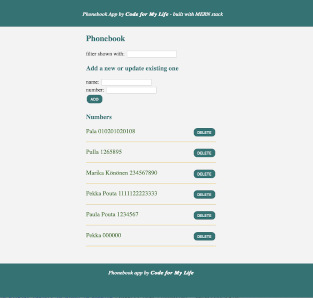 Phonebook App by Code for My Life - built with MERN stack
Phonebook
filter shown with:
Add a new or update existing one
name:
number:
ADD
Numbers
Pala 010201020108 DELETE
Pulla 1265895 DELETE
Marika Könönen 234567890 DELETE
Pekka Pouta 1111122223333 DELETE
Paula Pouta 1234567 DELETE
Pekka 000000 DELETE
Phonebook app by Code for My Life